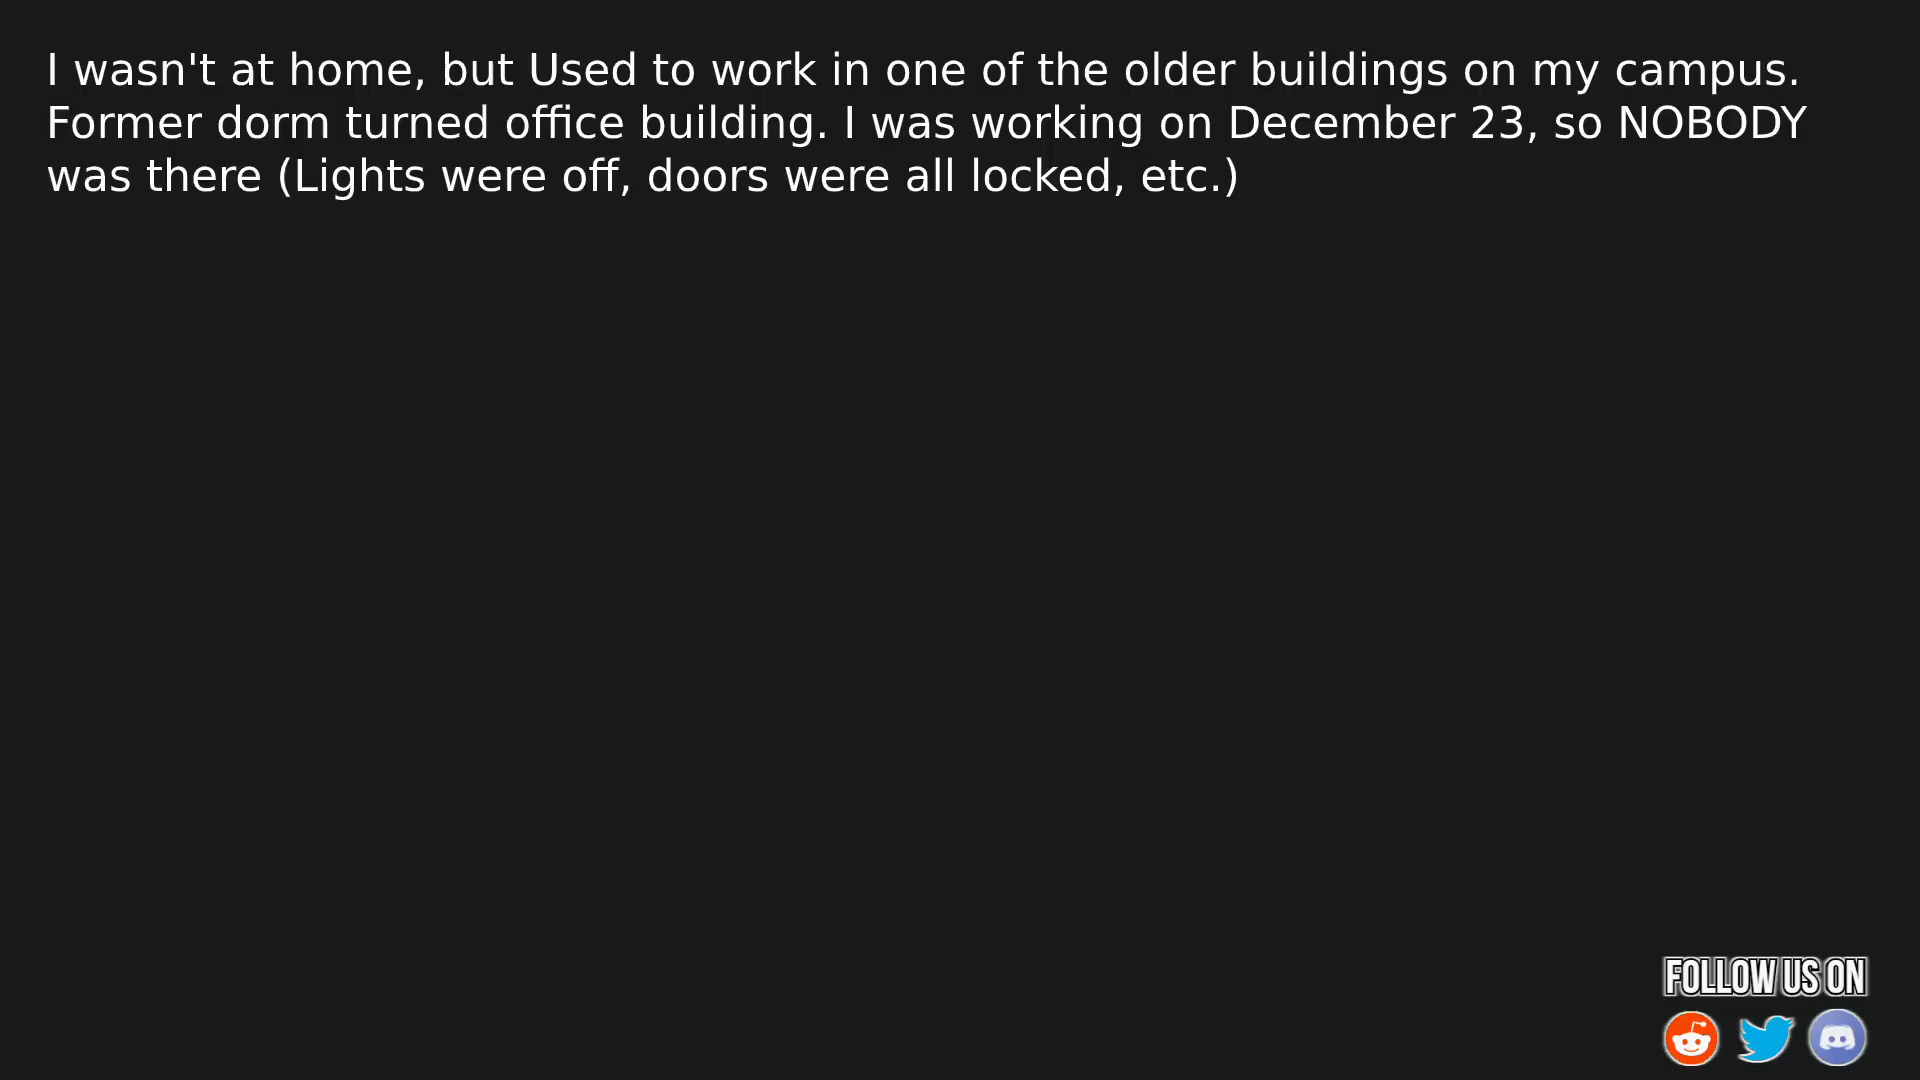 I wasn't at home, but Used to work in one of the older buildings on my campus.
Former dorm turned office building. I was working on December 23, so NOBODY
was there (Lights were off, doors were all locked, etc.)
FOLLOW US ON